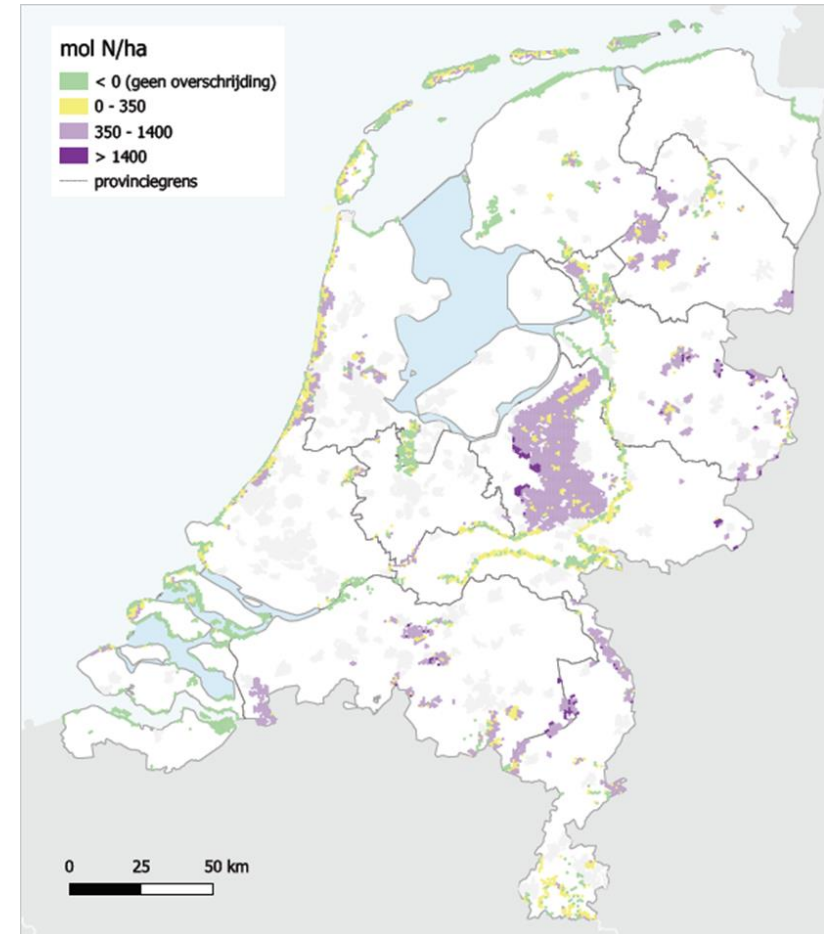 mol N/ha
< 0 (geen overschrijding)
0 - 350
350 - 1400
> 1400
provinciegrens
0 25 50 km